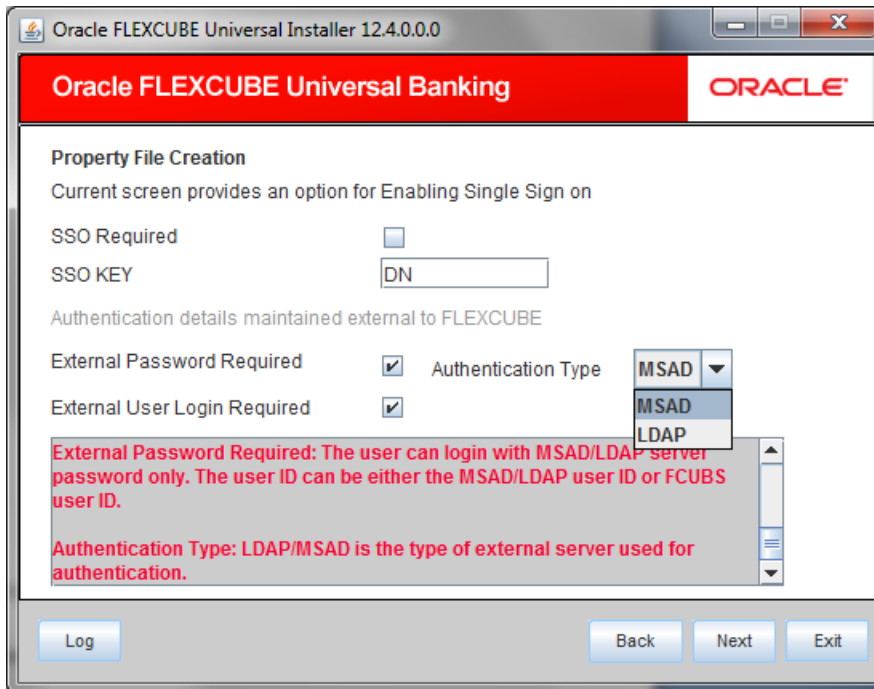 Oracle FLEXCUBE Universal Installer 12.4.0.0.0
Oracle FLEXCUBE Universal Banking
ORACLE
Property File Creation
Current screen provides an option for Enabling Single Sign on
SSO Required
SSO KEY DN
Authentication details maintained external to FLEXCUBE
External Password Required Authentication Type MSAD
External User Login Required MSAD
LDAP
External Password Required: The user can login with MSAD/LDAP server
password only. The user ID can be either the MSAD/LDAP user ID or FCUBS
user ID.
Authentication Type: LDAP/MSAD is the type of external server used for
authentication.
Log Back Next Exit